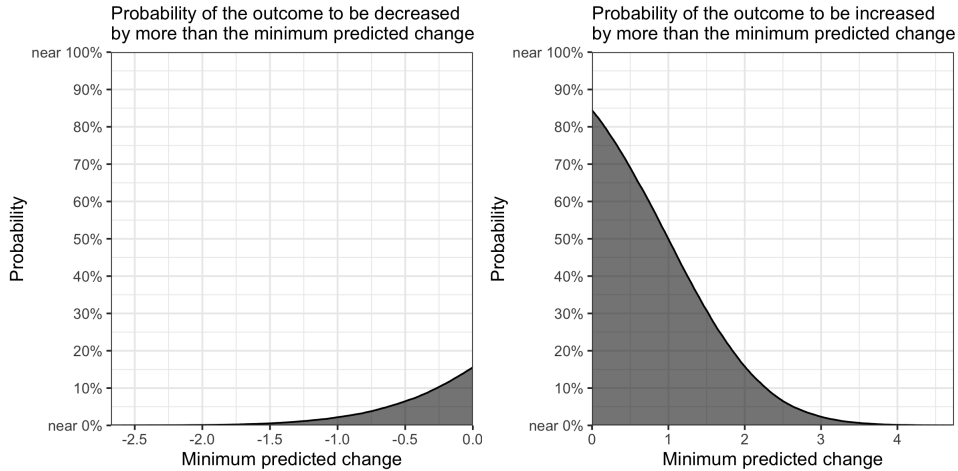 Probability of the outcome to be decreased
by more than the minimum predicted change
near 100%
90%
80%
70%
60%
50%
40%
30%
20%
10%
near 0%
Probability
-2.5 -2.0 -1.5 -1.0 -0.5 0.0
Minimum predicted change
Probability of the outcome to be increased
by more than the minimum predicted change
near 100%
90%
80%
70%
60%
50%
40%
30%
20%
10%
near 0%
Probability
0 1 2 3 4
Minimum predicted change